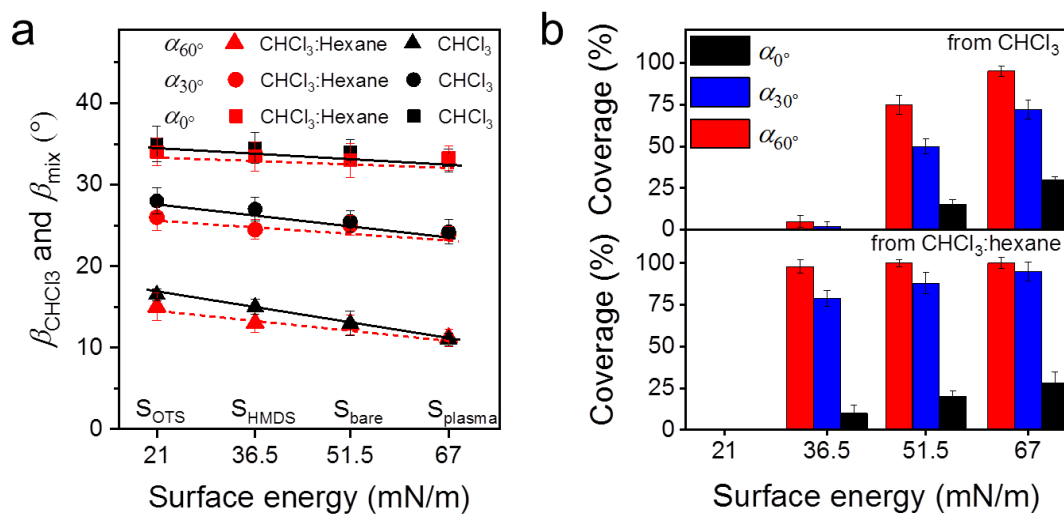 a
α60° CHCl3:Hexane CHCl3
α30° CHCl3:Hexane CHCl3
α0° CHCl3:Hexane CHCl3
βCHCl3 and βmix (°)
40
30
20
10
0
SOTS SHMDS Sbare Splasma
21 36.5 51.5 67
Surface energy (mN/m)
b
from CHCl3
α0°
α30°
α60°
Coverage (%)
100
75
50
25
0
from CHCl3:hexane
Coverage (%)
100
75
50
25
0
21 36.5 51.5 67
Surface energy (mN/m)